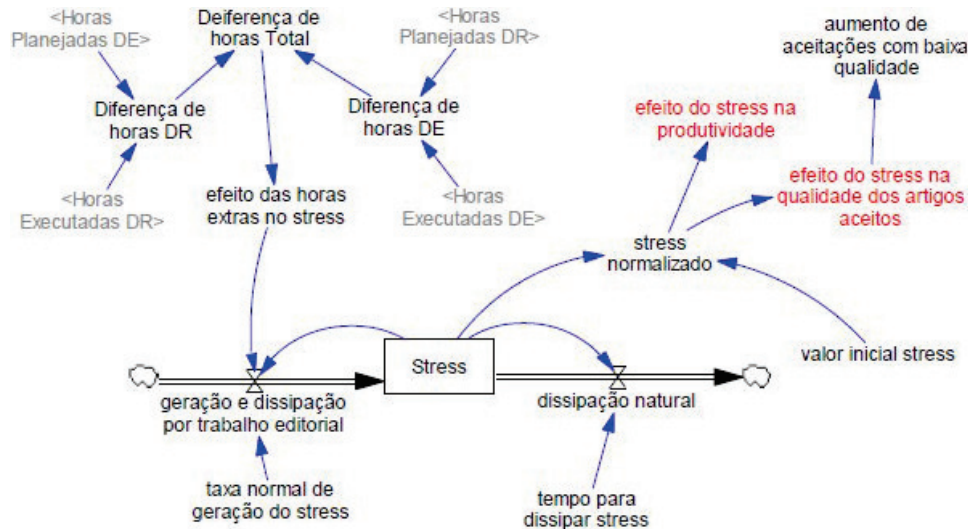 <Horas
Planejadas DE>
Deiferença de
horas Total
<Horas
Planejadas DR>
aumento de
aceitações com baixa
qualidade
Diferença de
horas DR
Diferença de
horas DE
efeito do stress na
produtividade
<Horas
Executadas DR>
efeito das horas
extras no stress
<Horas
Executadas DE>
efeito do stress na
qualidade dos artigos
aceitos
stress
normalizado
Stress
valor inicial stress
geração e dissipação
por trabalho editorial
dissipação natural
taxa normal de
geração do stress
tempo para
dissipar stress